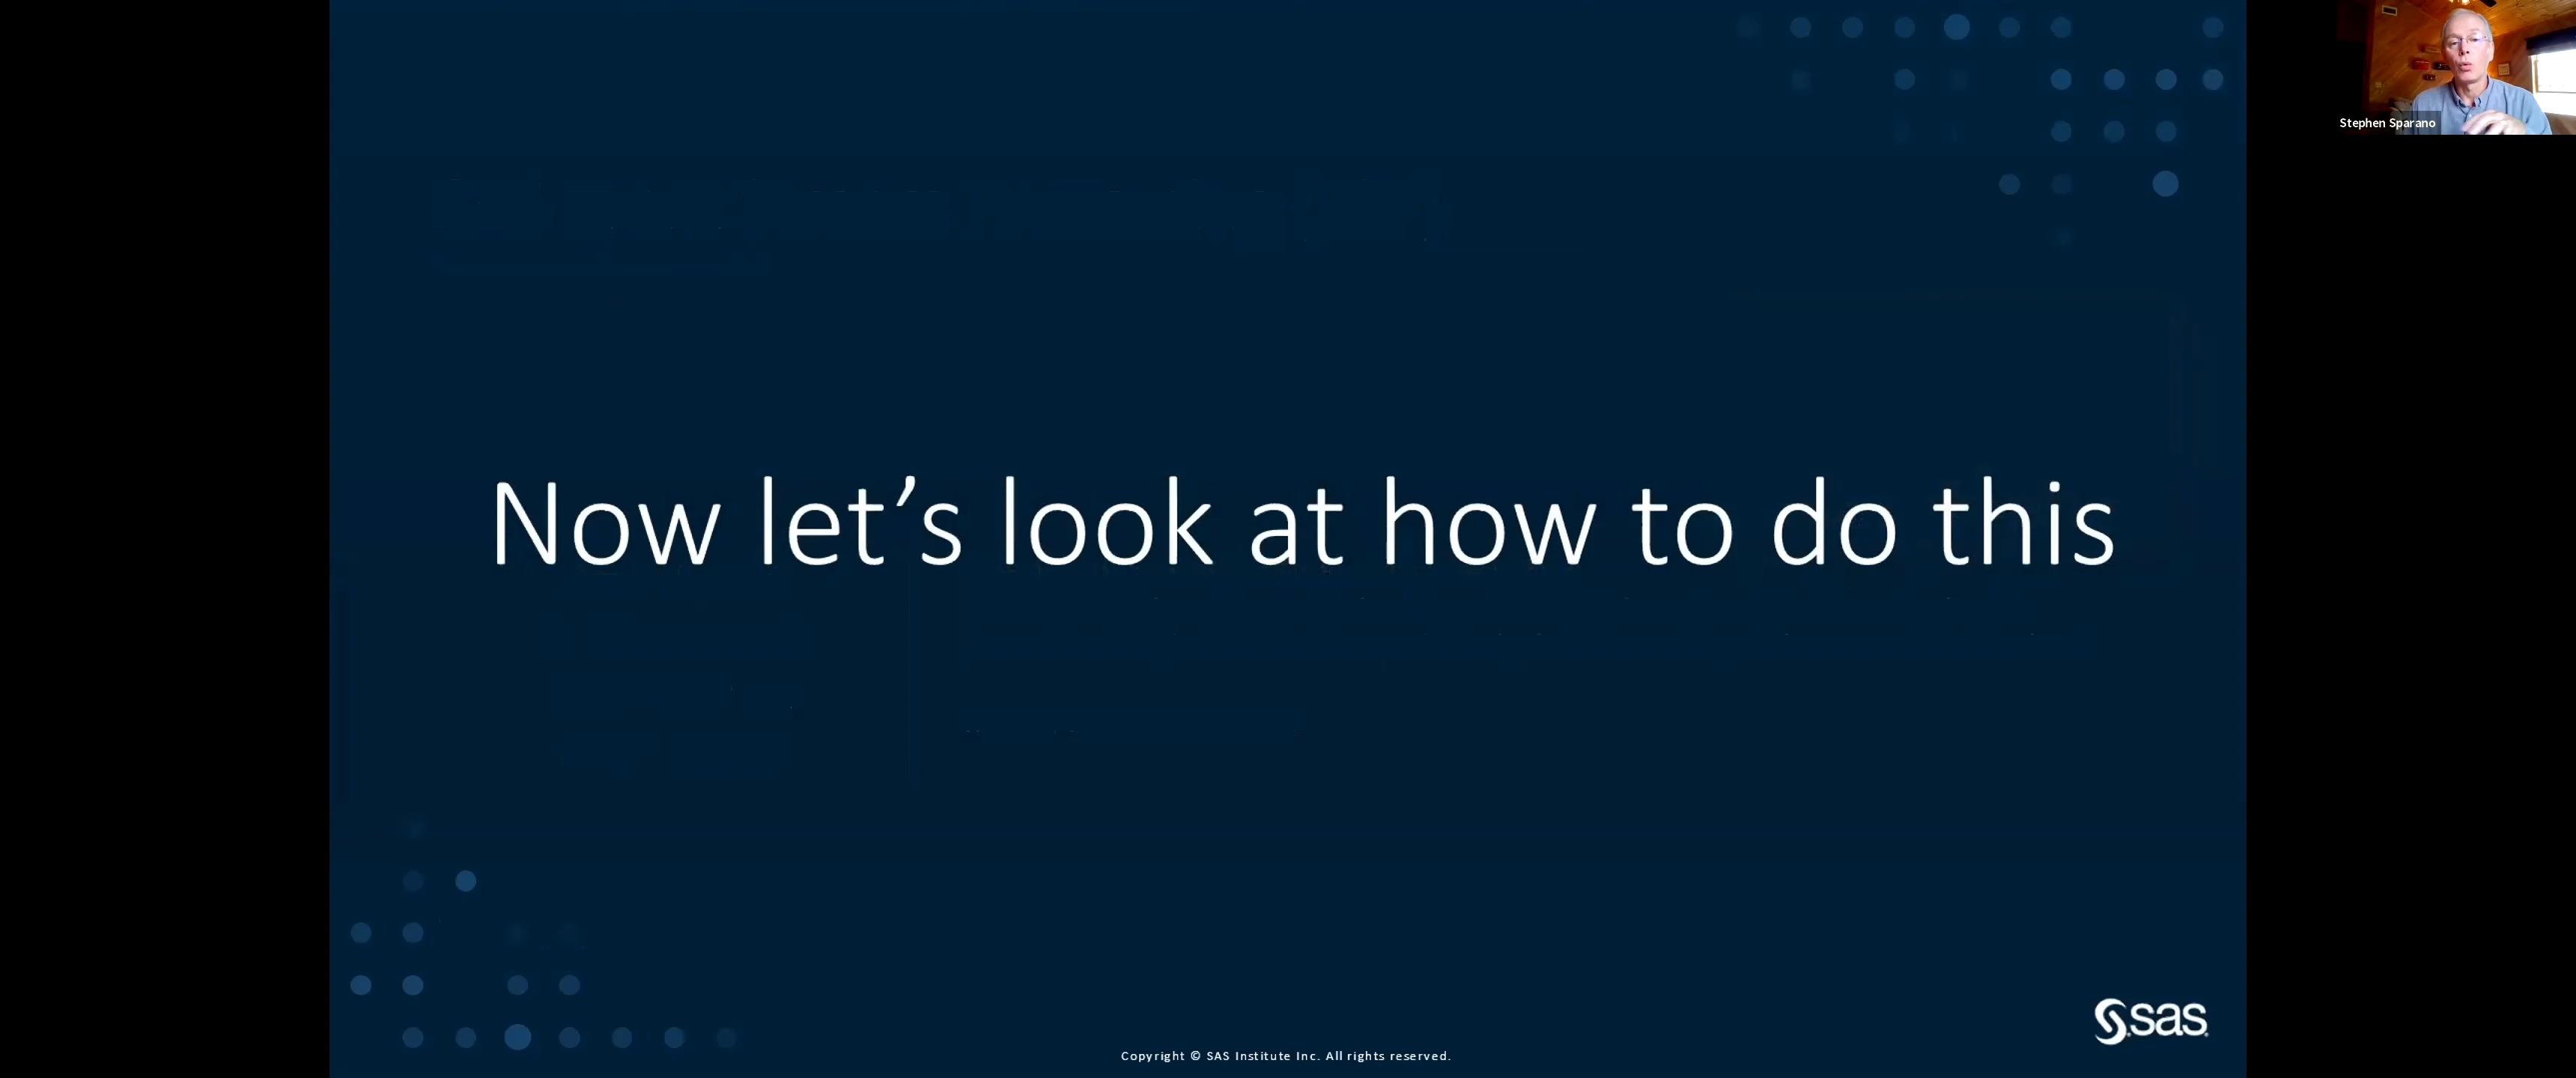 Stephen Sparano
Now let’s look at how to do this
sas
Copyright © SAS Institute Inc. All rights reserved.